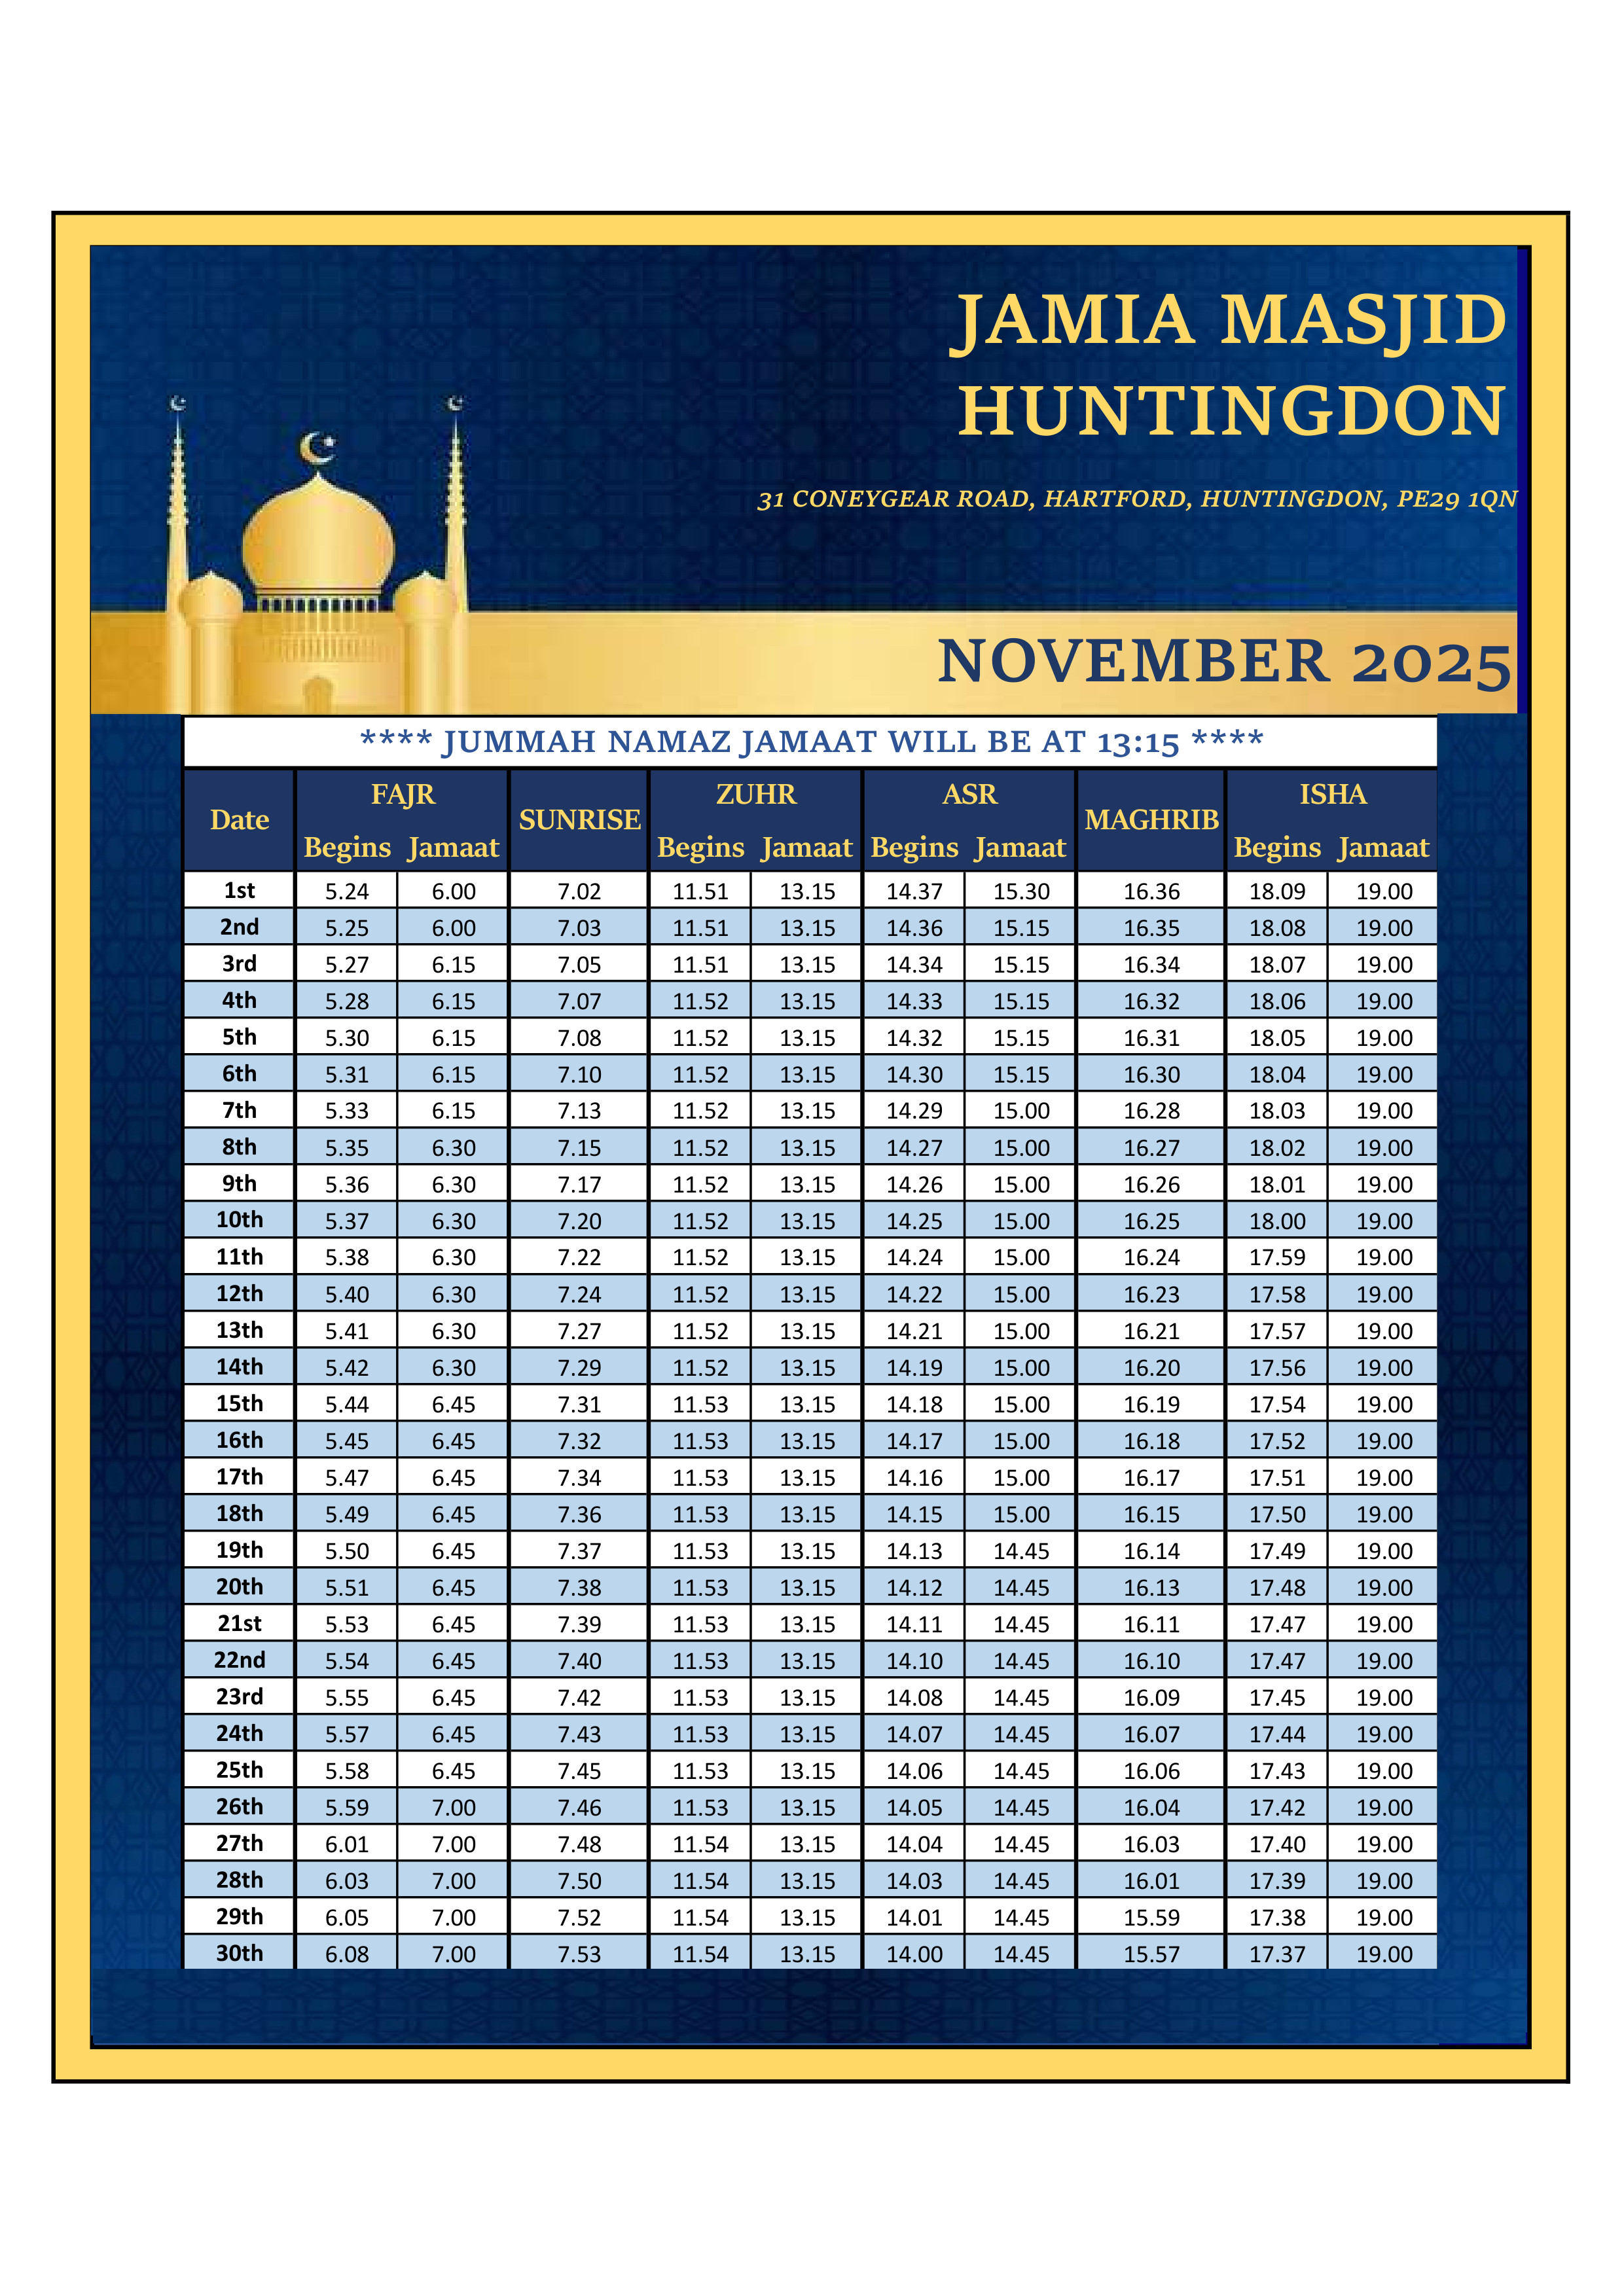 JAMIA MASJID
HUNTINGDON
31 CONEYGEAR ROAD, HARTFORD, HUNTINGDON, PE29 1QN
NOVEMBER 2025
**** JUMMAH NAMAZ JAMAAT WILL BE AT 13:15 ****
Date FAJR SUNRISE ZUHR ASR MAGHRIB ISHA
Begins Jamaat Begins Jamaat Begins Jamaat Begins Jamaat
1st 5.24 6.00 7.02 11.51 13.15 14.37 15.30 16.36 18.09 19.00
2nd 5.25 6.00 7.03 11.51 13.15 14.36 15.15 16.35 18.08 19.00
3rd 5.27 6.15 7.05 11.51 13.15 14.34 15.15 16.34 18.07 19.00
4th 5.28 6.15 7.07 11.52 13.15 14.33 15.15 16.32 18.06 19.00
5th 5.30 6.15 7.08 11.52 13.15 14.32 15.15 16.31 18.05 19.00
6th 5.31 6.15 7.10 11.52 13.15 14.30 15.15 16.30 18.04 19.00
7th 5.33 6.15 7.13 11.52 13.15 14.29 15.00 16.28 18.03 19.00
8th 5.35 6.30 7.15 11.52 13.15 14.27 15.00 16.27 18.02 19.00
9th 5.36 6.30 7.17 11.52 13.15 14.26 15.00 16.26 18.01 19.00
10th 5.37 6.30 7.20 11.52 13.15 14.25 15.00 16.25 18.00 19.00
11th 5.38 6.30 7.22 11.52 13.15 14.24 15.00 16.24 17.59 19.00
12th 5.40 6.30 7.24 11.52 13.15 14.22 15.00 16.23 17.58 19.00
13th 5.41 6.30 7.27 11.52 13.15 14.21 15.00 16.21 17.57 19.00
14th 5.42 6.30 7.29 11.52 13.15 14.19 15.00 16.20 17.56 19.00
15th 5.44 6.45 7.31 11.53 13.15 14.18 15.00 16.19 17.54 19.00
16th 5.45 6.45 7.32 11.53 13.15 14.17 15.00 16.18 17.52 19.00
17th 5.47 6.45 7.34 11.53 13.15 14.16 15.00 16.17 17.51 19.00
18th 5.49 6.45 7.36 11.53 13.15 14.15 15.00 16.15 17.50 19.00
19th 5.50 6.45 7.37 11.53 13.15 14.13 14.45 16.14 17.49 19.00
20th 5.51 6.45 7.38 11.53 13.15 14.12 14.45 16.13 17.48 19.00
21st 5.53 6.45 7.39 11.53 13.15 14.11 14.45 16.11 17.47 19.00
22nd 5.54 6.45 7.40 11.53 13.15 14.10 14.45 16.10 17.47 19.00
23rd 5.55 6.45 7.42 11.53 13.15 14.08 14.45 16.09 17.45 19.00
24th 5.57 6.45 7.43 11.53 13.15 14.07 14.45 16.07 17.44 19.00
25th 5.58 6.45 7.45 11.53 13.15 14.06 14.45 16.06 17.43 19.00
26th 5.59 7.00 7.46 11.53 13.15 14.05 14.45 16.04 17.42 19.00
27th 6.01 7.00 7.48 11.54 13.15 14.04 14.45 16.03 17.40 19.00
28th 6.03 7.00 7.50 11.54 13.15 14.03 14.45 16.01 17.39 19.00
29th 6.05 7.00 7.52 11.54 13.15 14.01 14.45 15.59 17.38 19.00
30th 6.08 7.00 7.53 11.54 13.15 14.00 14.45 15.57 17.37 19.00